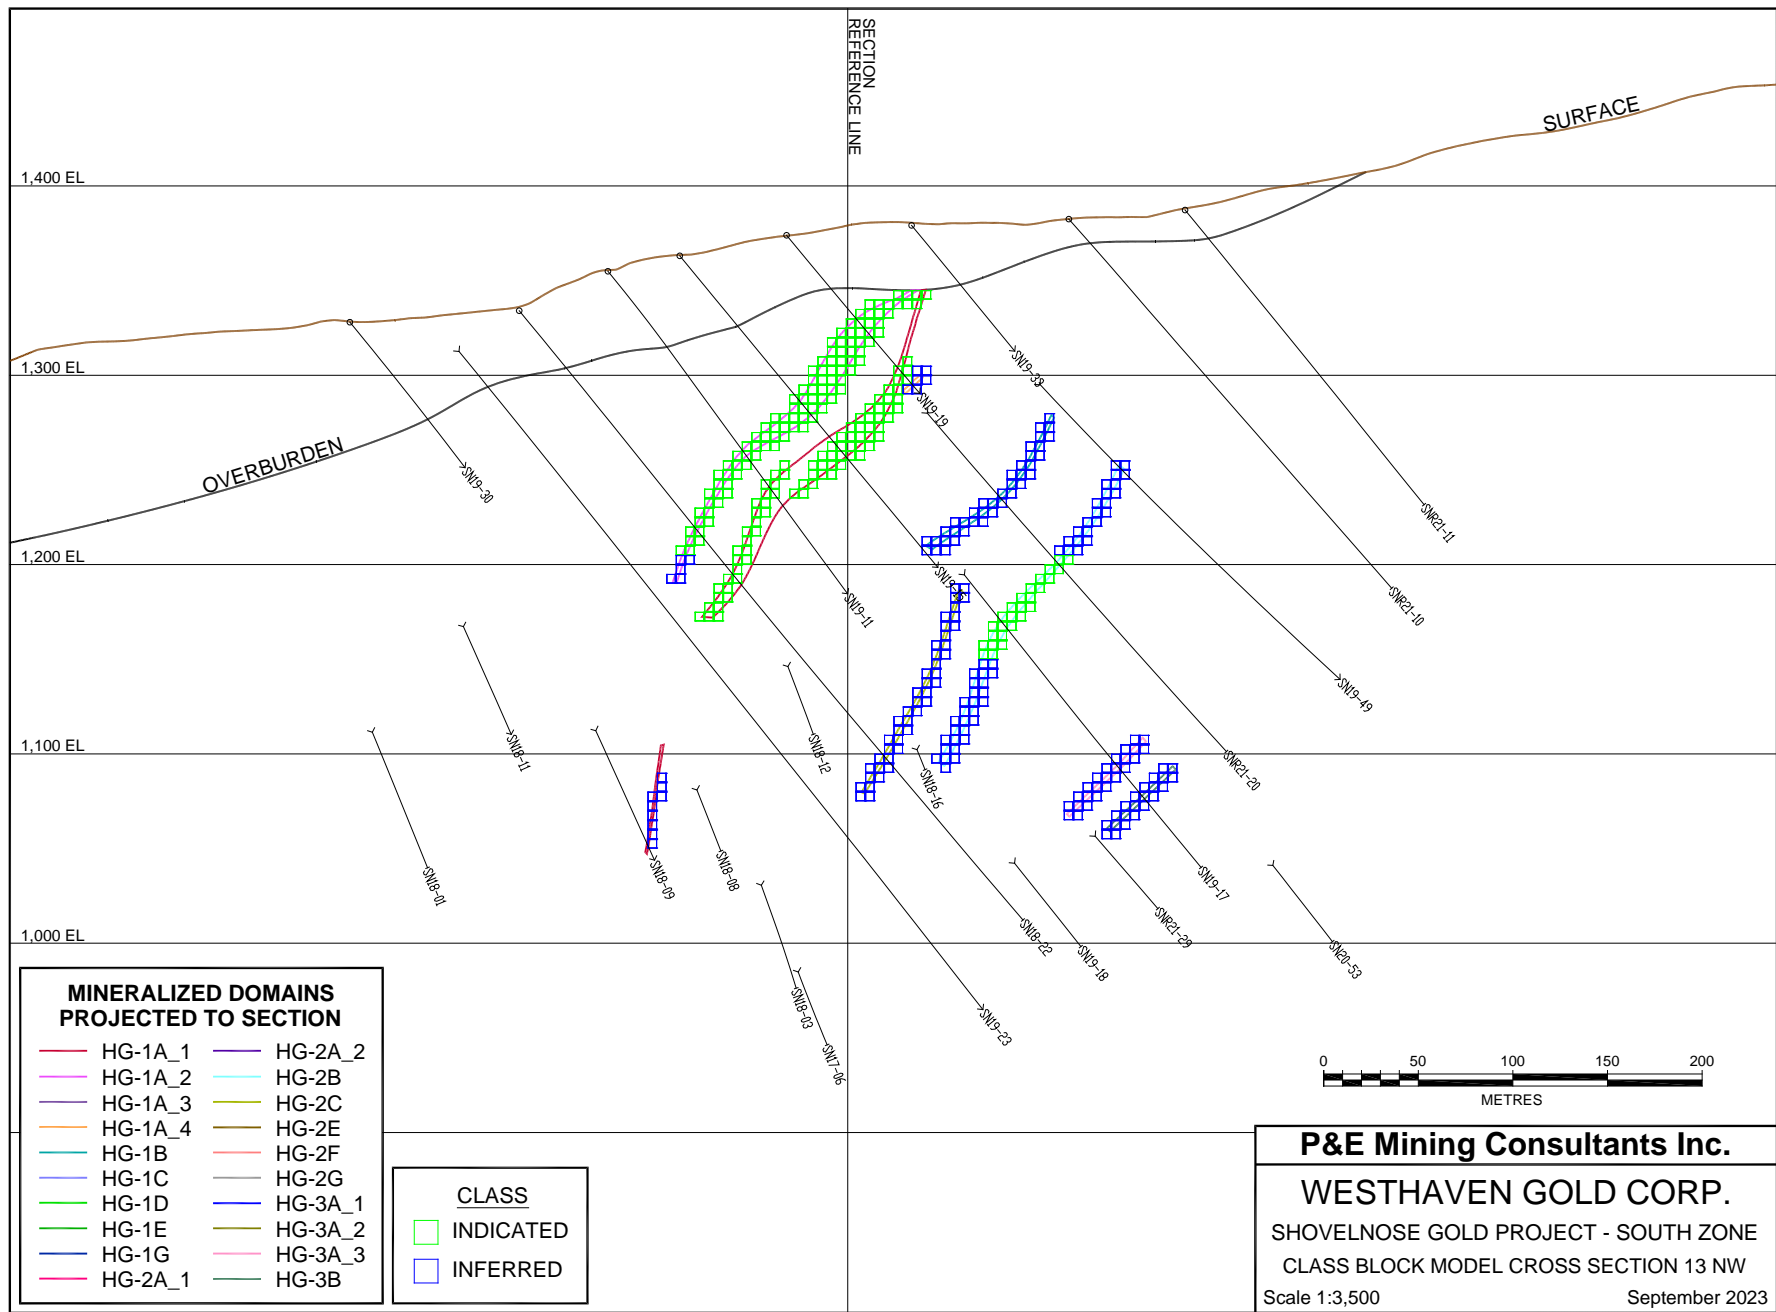 SECTION
REFERENCE LINE
SURFACE
1,400 EL
1,300 EL
OVERBURDEN
1,200 EL
1,100 EL
1,000 EL
SN19-33
SN19-19
SN19-30
SNR21-11
SN19-11
SNR21-10
SN19-49
SN18-11
SN18-12
SNR21-20
SN18-16
SN18-01
SN18-09
SN18-08
SN19-17
SN18-22
SNR21-29
SN19-18
SN20-53
SN18-03
SN19-23
SN17-06
MINERALIZED DOMAINS
PROJECTED TO SECTION
HG-1A_1
HG-1A_2
HG-1A_3
HG-1A_4
HG-1B
HG-1C
HG-1D
HG-1E
HG-1G
HG-2A_1
HG-2A_2
HG-2B
HG-2C
HG-2E
HG-2F
HG-2G
HG-3A_1
HG-3A_2
HG-3A_3
HG-3B
CLASS
INDICATED
INFERRED
0 50 100 150 200
METRES
P&E Mining Consultants Inc.
WESTHAVEN GOLD CORP.
SHOVELNOSE GOLD PROJECT - SOUTH ZONE
CLASS BLOCK MODEL CROSS SECTION 13 NW
Scale 1:3,500 September 2023